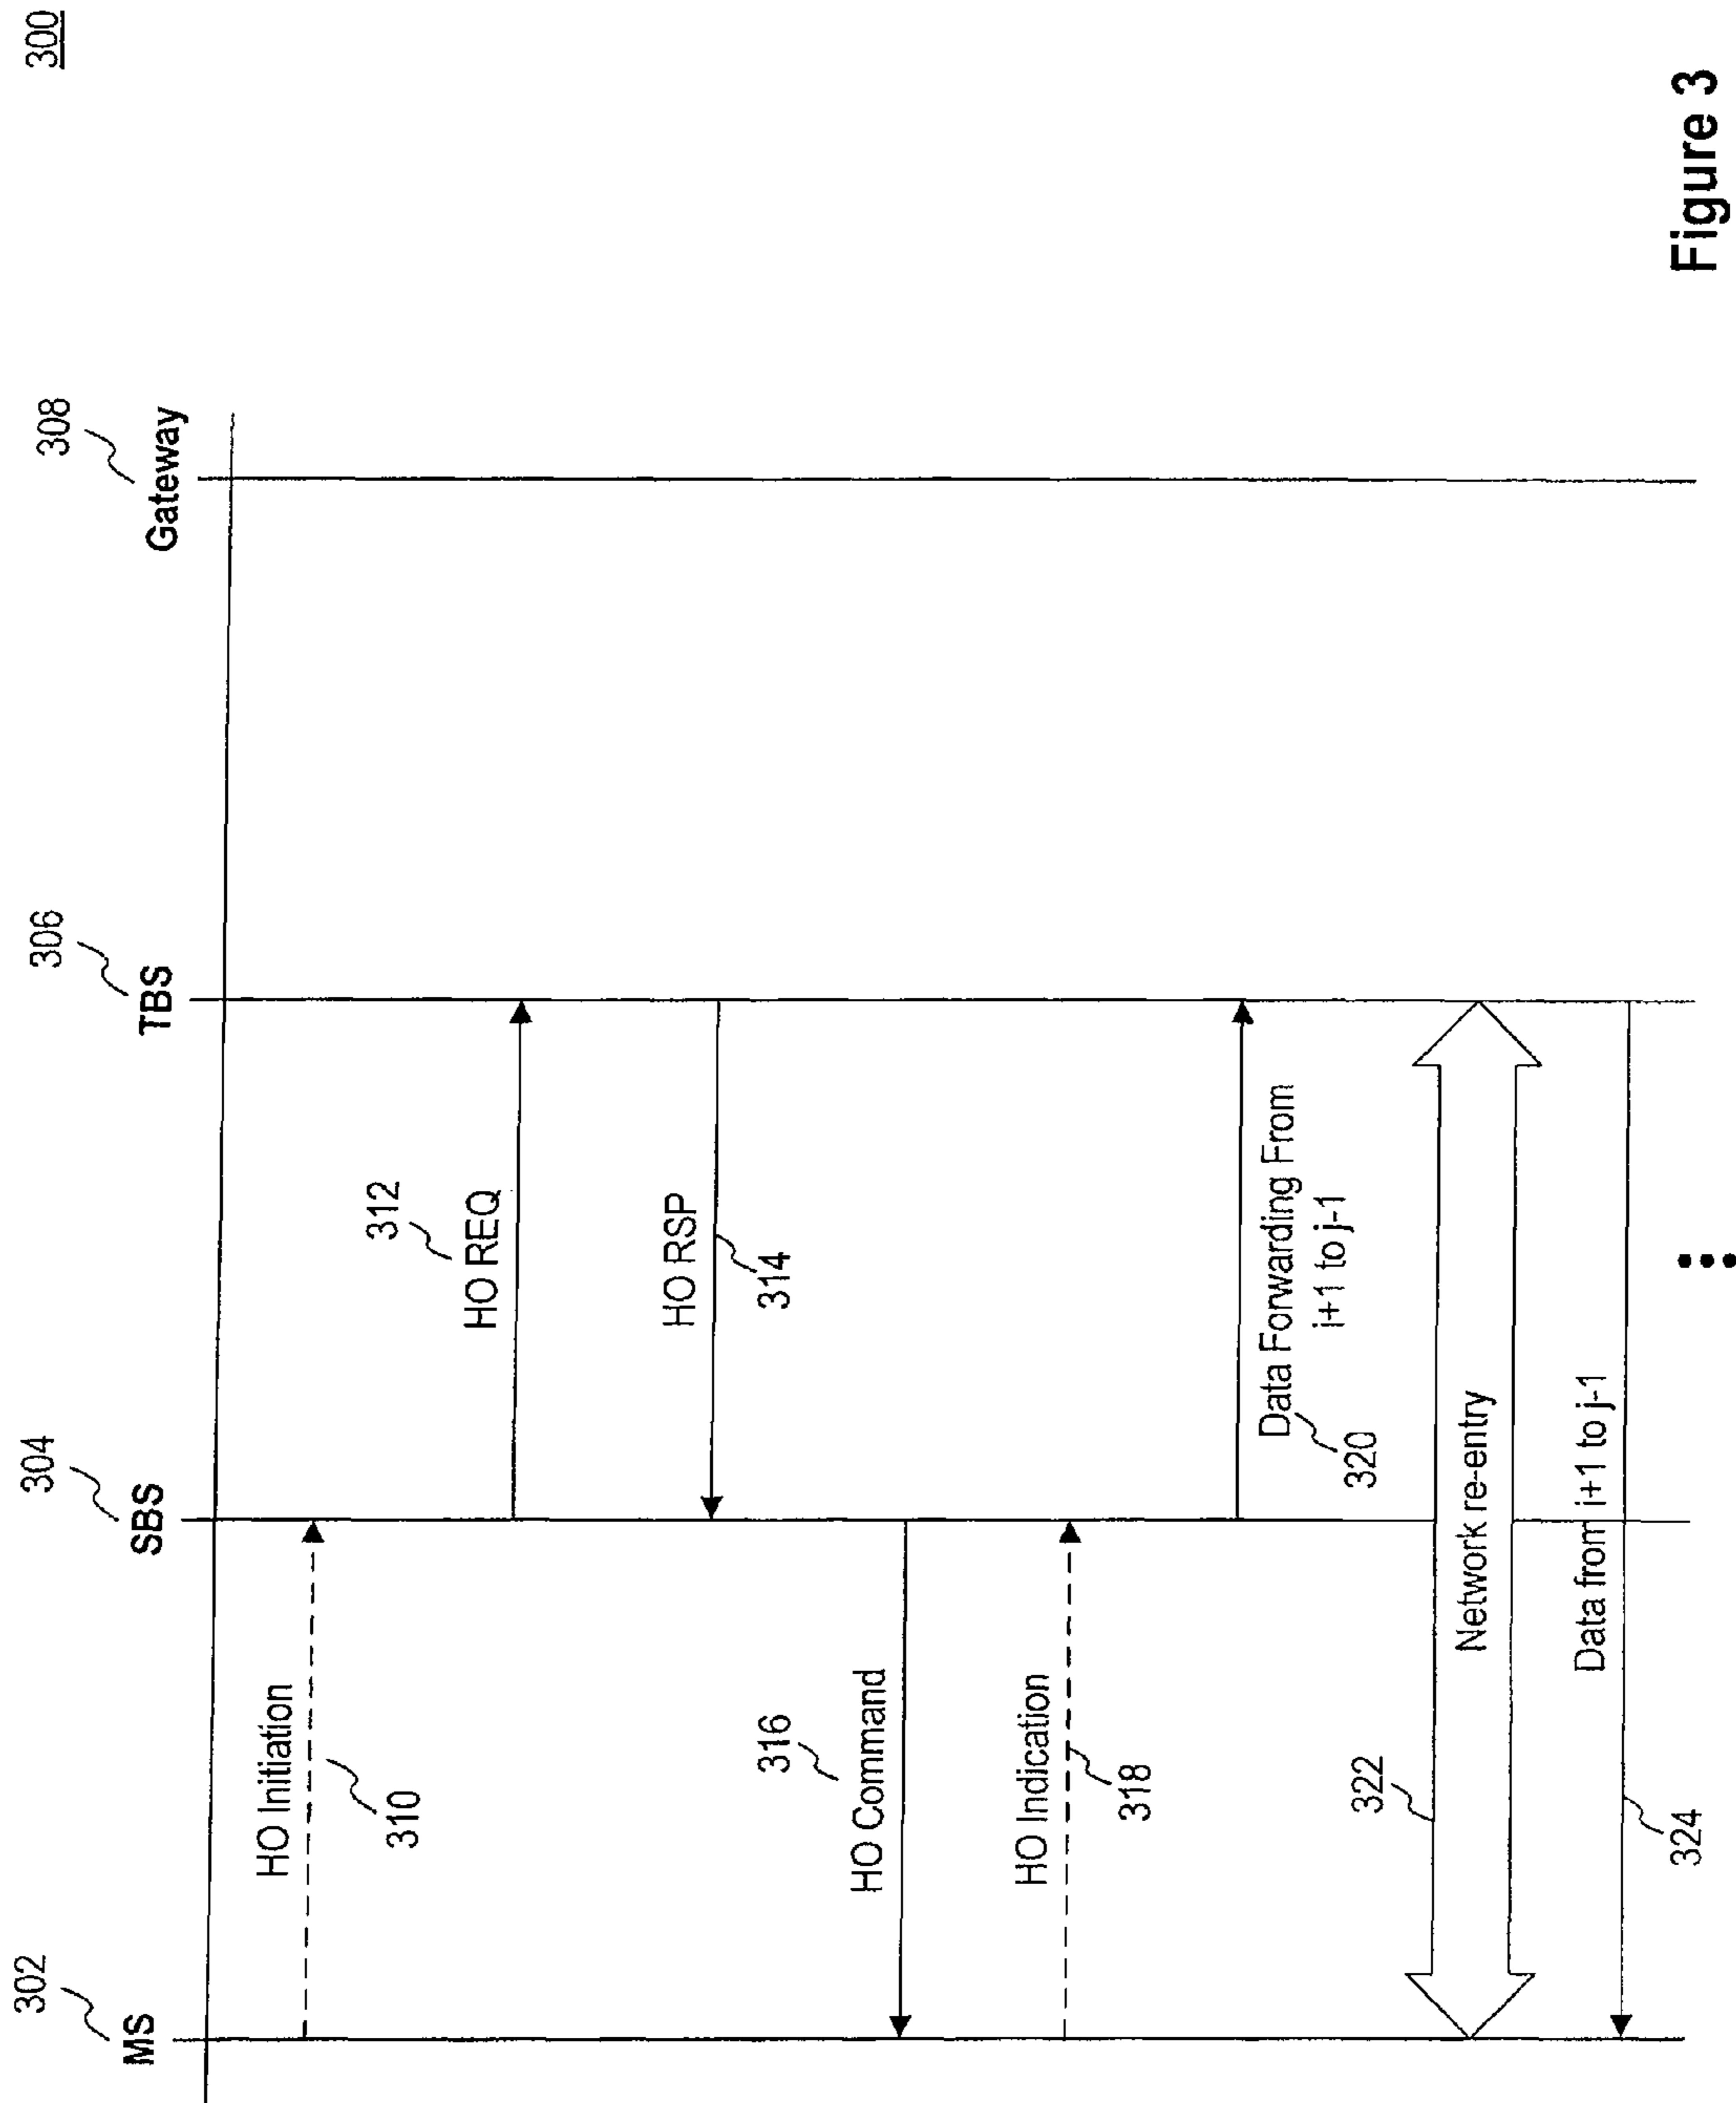 300
302
304
306
308
MS
SBS
TBS
Gateway
HO Initiation
310
312
HO REQ
HO RSP
314
316
HO Command
HO Indication
318
Data Forwarding From
i+1 to j-1
320
322
Network re-entry
Data from i+1 to j-1
324
Figure 3